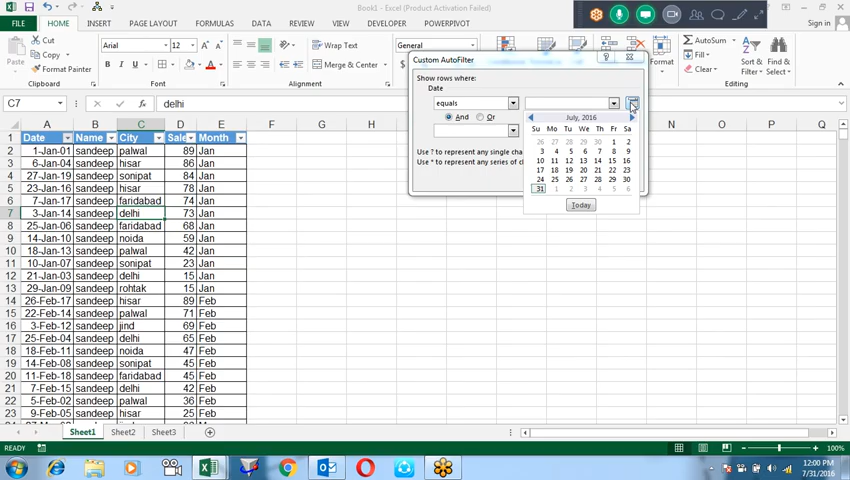 Book1 - Excel (Product Activation Failed)
FILE HOME INSERT PAGE LAYOUT FORMULAS DATA REVIEW VIEW DEVELOPER POWERPIVOT Sign in
Cut
Copy
Paste
Format Painter
Arial 12
Wrap Text
Merge & Center
General
AutoSum
Fill
Clear
Sort & Filter
Find & Select
C7 delhi
A B C D E F G H I N O P Q
1 Date Name City Sale Month
2 1-Jan-01 sandeep palwal 89 Jan
3 6-Jan-04 sandeep hisar 86 Jan
4 27-Jan-19 sandeep sonipat 84 Jan
5 23-Jan-16 sandeep hisar 78 Jan
6 7-Jan-17 sandeep faridabad 74 Jan
7 3-Jan-14 sandeep delhi 73 Jan
8 25-Jan-06 sandeep faridabad 68 Jan
9 14-Jan-10 sandeep noida 59 Jan
10 18-Jan-13 sandeep palwal 42 Jan
11 10-Jan-07 sandeep sonipat 23 Jan
12 21-Jan-03 sandeep delhi 15 Jan
13 29-Jan-09 sandeep rohtak 15 Jan
14 26-Feb-17 sandeep hisar 89 Feb
15 22-Feb-14 sandeep palwal 71 Feb
16 3-Feb-12 sandeep jind 69 Feb
17 25-Feb-04 sandeep delhi 65 Feb
18 18-Feb-11 sandeep noida 47 Feb
19 14-Feb-08 sandeep sonipat 45 Feb
20 11-Feb-18 sandeep faridabad 45 Feb
21 7-Feb-15 sandeep delhi 42 Feb
22 5-Feb-02 sandeep palwal 36 Feb
23 9-Feb-05 sandeep hisar 25 Feb
Custom AutoFilter
Show rows where:
Date
equals
And Or
Use ? to represent any single cha
Use * to represent any series of c
July, 2016
Su Mo Tu We Th Fr Sa
26 27 28 29 30 1 2
3 4 5 6 7 8 9
10 11 12 13 14 15 16
17 18 19 20 21 22 23
24 25 26 27 28 29 30
31 1 2 3 4 5 6
Today
Sheet1 Sheet2 Sheet3
READY 100%
12:00 PM
7/31/2016